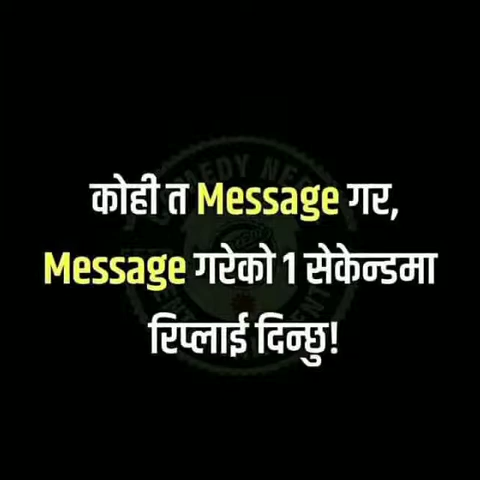 कोही त Message गर,
Message गरेको 1 सेकेन्डमा
रिप्लाई दिन्छु!